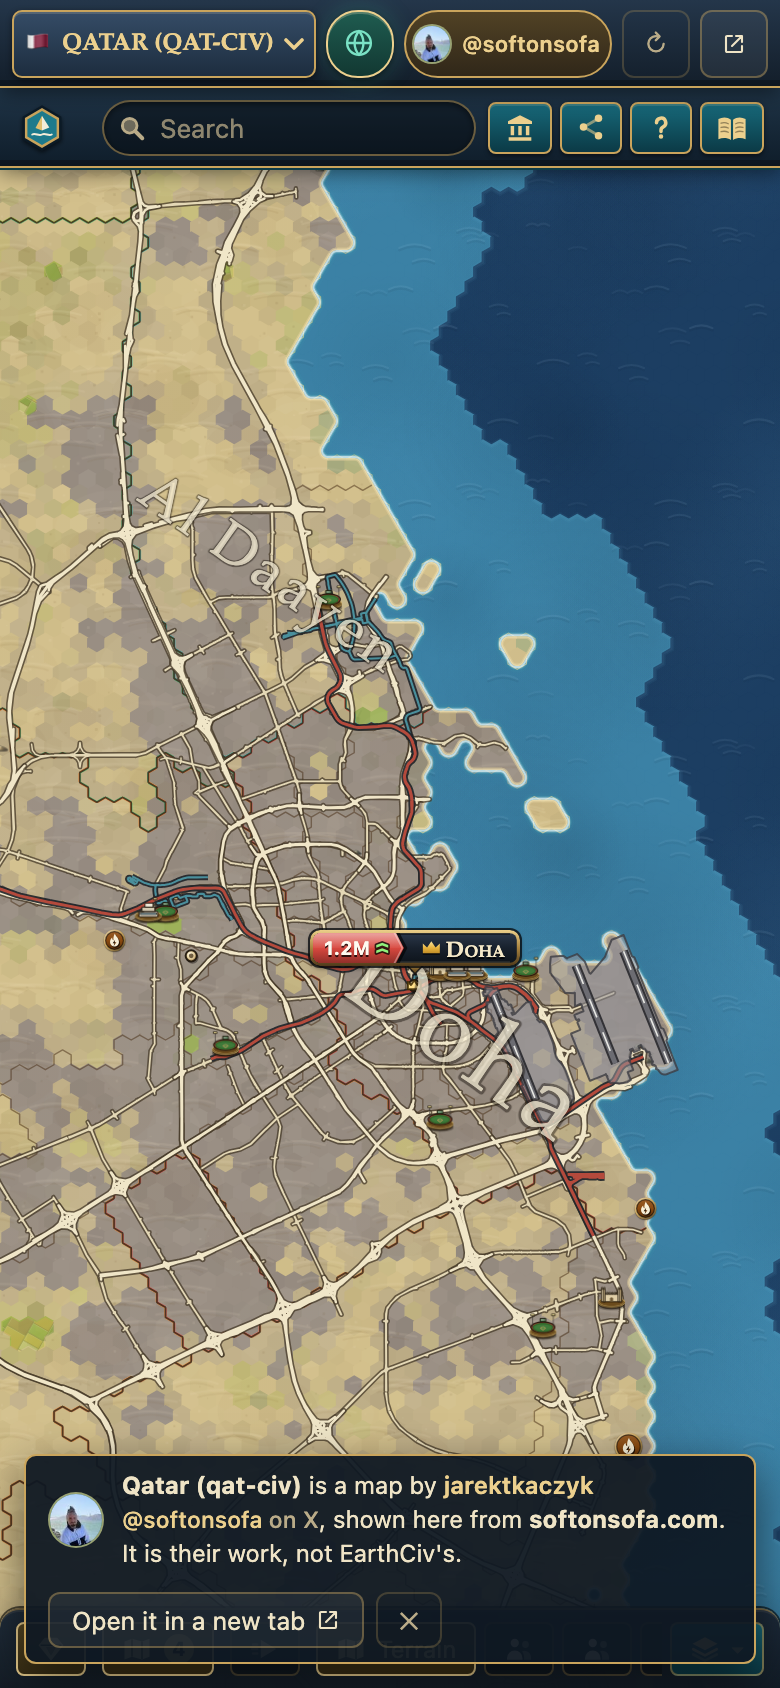 QATAR (QAT-CIV)
@softonsofa
Search
?
Al Daayen
1.2M
DOHA
Doha
Qatar (qat-civ) is a map by jarektkaczyk
@softonsofa on X, shown here from softonsofa.com.
It is their work, not EarthCiv's.
Open it in a new tab
Terrain